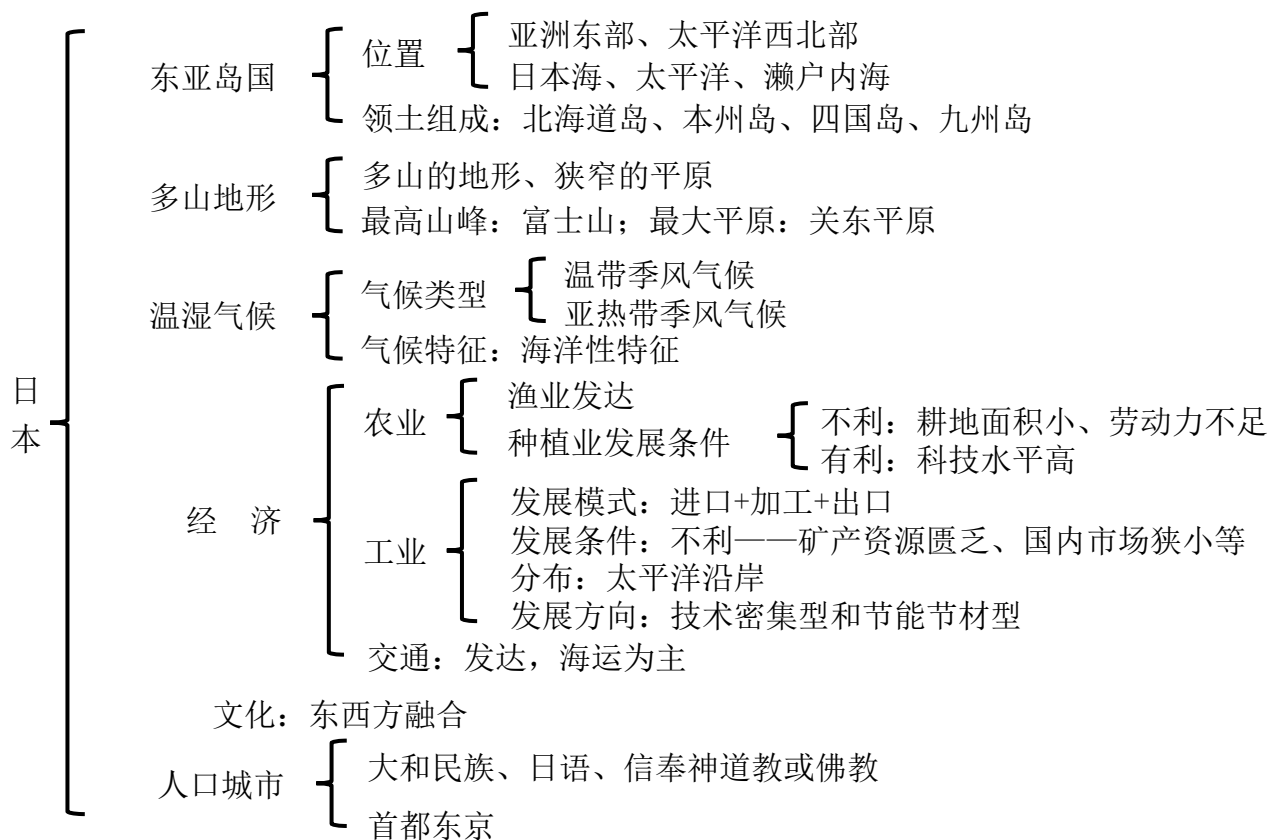 日本
东亚岛国
位置
亚洲东部、太平洋西北部
日本海、太平洋、濑户内海
领土组成：北海道岛、本州岛、四国岛、九州岛
多山地形
多山的地形、狭窄的平原
最高山峰：富士山；最大平原：关东平原
温湿气候
气候类型
温带季风气候
亚热带季风气候
气候特征：海洋性特征
经 济
农业
渔业发达
种植业发展条件
不利：耕地面积小、劳动力不足
有利：科技水平高
工业
发展模式：进口+加工+出口
发展条件：不利——矿产资源匮乏、国内市场狭小等
分布：太平洋沿岸
发展方向：技术密集型和节能节材型
交通：发达，海运为主
文化：东西方融合
人口城市
大和民族、日语、信奉神道教或佛教
首都东京